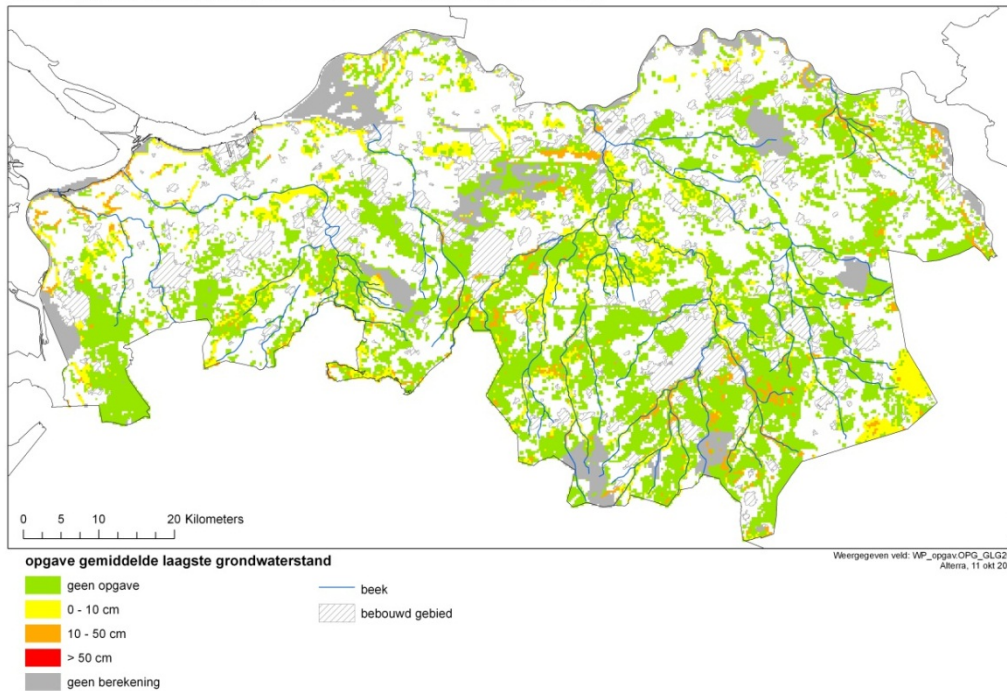 0 5 10 20 Kilometers
opgave gemiddelde laagste grondwaterstand
geen opgave
0 - 10 cm
10 - 50 cm
> 50 cm
geen berekening
beek
bebouwd gebied
Weergegeven veld: WP_opgav.OPG_GLG2
Alterra, 11 okt 20